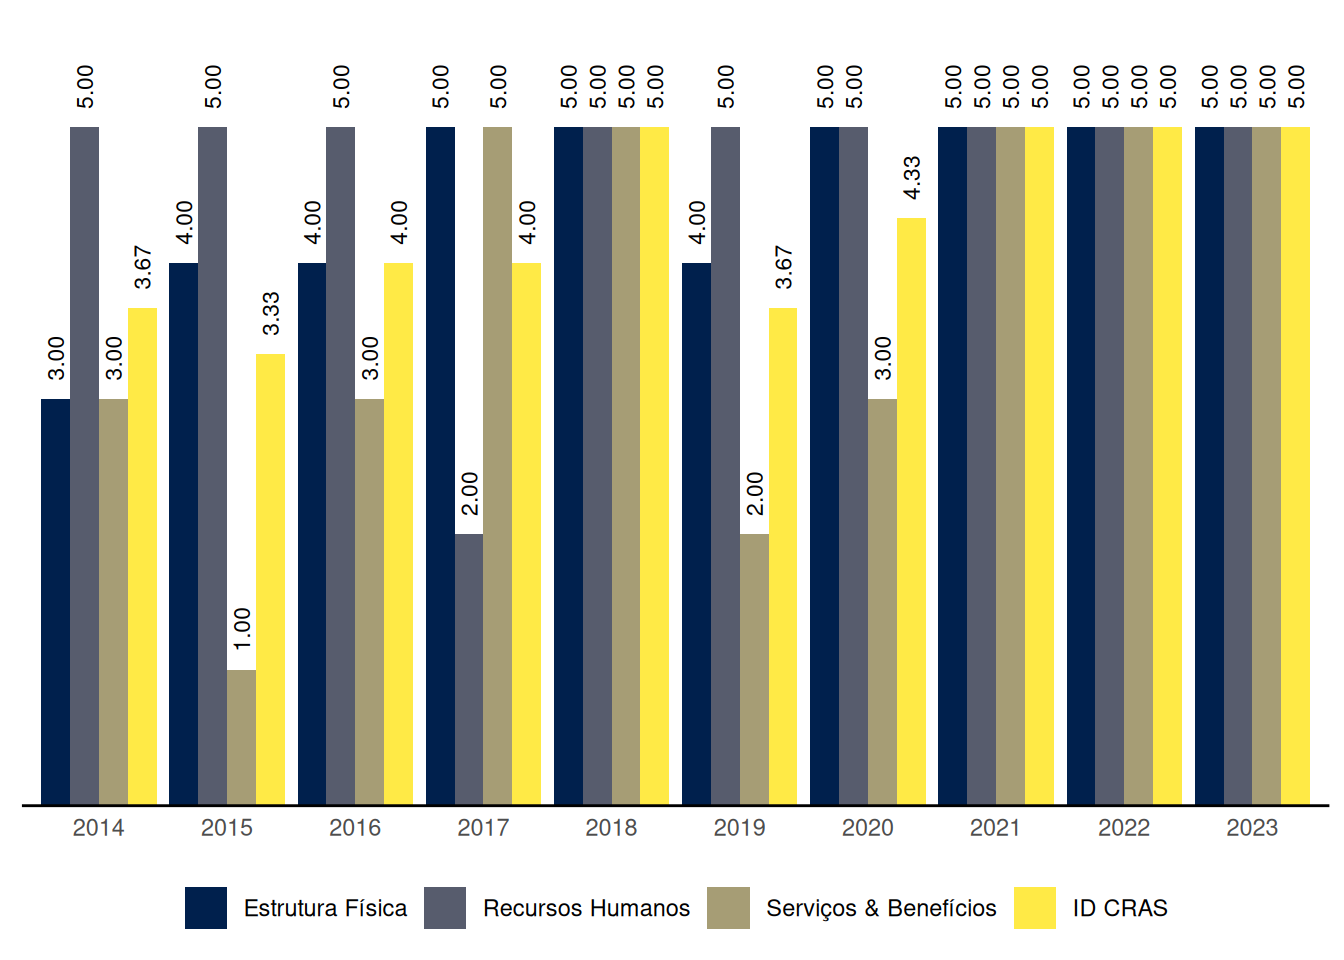 3.00 5.00 3.00 3.67 4.00 5.00 1.00 3.33 4.00 5.00 3.00 4.00 5.00 2.00 5.00 4.00 5.00 5.00 5.00 5.00 4.00 5.00 2.00 3.67 5.00 5.00 3.00 4.33 5.00 5.00 5.00 5.00 5.00 5.00 5.00 5.00 5.00 5.00 5.00 5.00
2014 2015 2016 2017 2018 2019 2020 2021 2022 2023
Estrutura Física Recursos Humanos Serviços & Benefícios ID CRAS